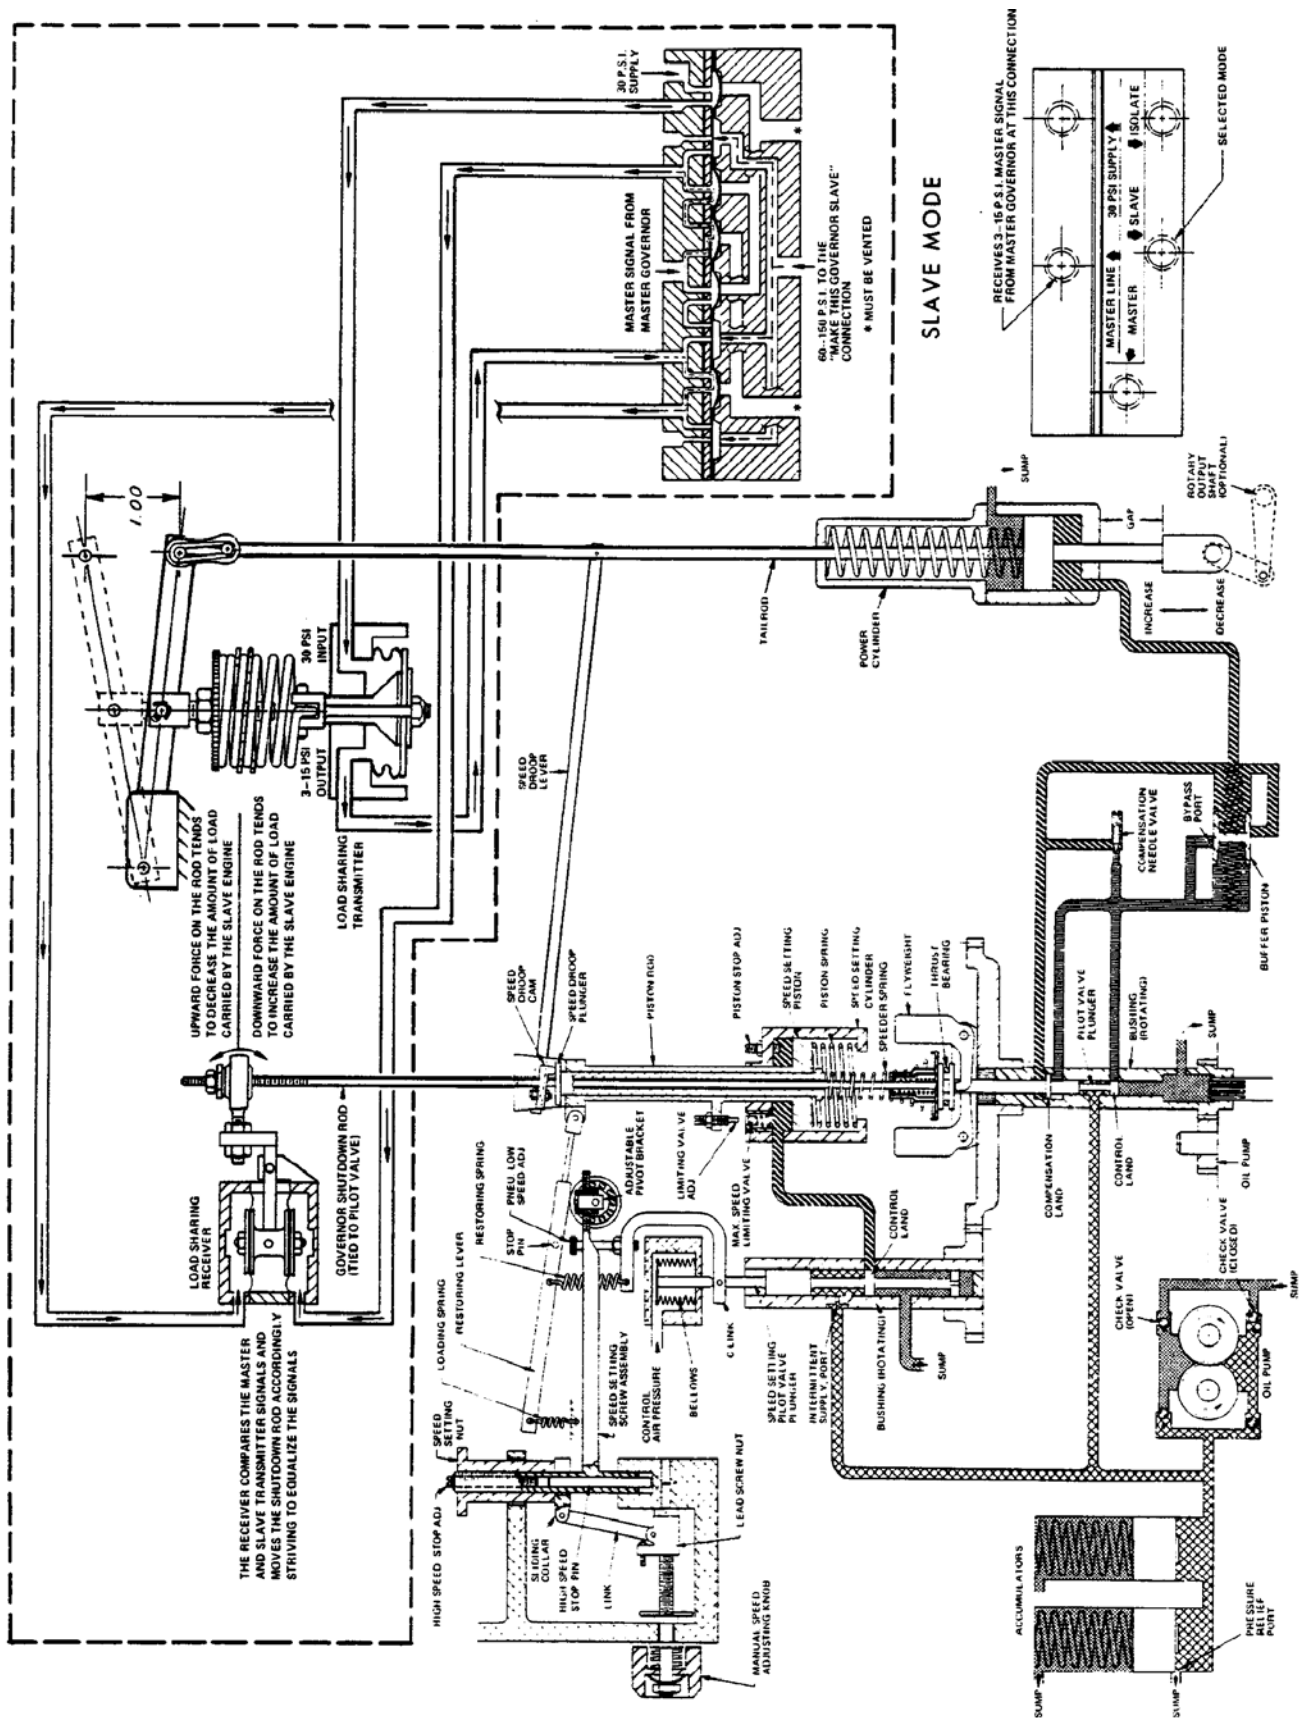 THE RECEIVER COMPARES THE MASTER
AND SLAVE TRANSMITTER SIGNALS AND
MOVES THE SHUTDOWN ROD ACCORDINGLY
STRIVING TO EQUALIZE THE SIGNALS
LOAD SHARING
RECEIVER
UPWARD FORCE ON THE ROD TENDS
TO DECREASE THE AMOUNT OF LOAD
CARRIED BY THE SLAVE ENGINE
DOWNWARD FORCE ON THE ROD TENDS
TO INCREASE THE AMOUNT OF LOAD
CARRIED BY THE SLAVE ENGINE
GOVERNOR SHUTDOWN ROD
(TIED TO PILOT VALVE)
1.00
3-15 PSI
OUTPUT
30 PSI
INPUT
LOAD SHARING
TRANSMITTER
30 P.S.I.
SUPPLY
MASTER SIGNAL FROM
MASTER GOVERNOR
60-150 P.S.I. TO THE
"MAKE THIS GOVERNOR SLAVE"
CONNECTION
*
*
* MUST BE VENTED
SLAVE MODE
RECEIVES 3-15 P.S.I. MASTER SIGNAL
FROM MASTER GOVERNOR AT THIS CONNECTION
MASTER LINE
30 PSI SUPPLY
MASTER
SLAVE
ISOLATE
SELECTED MODE
HIGH SPEED STOP ADJ
SPEED
SETTING
NUT
LOADING SPRING
RESTORING LEVER
RESTORING SPRING
STOP
PIN
PNEU LOW
SPEED ADJ
SPEED
DROOP
CAM
SPEED DROOP
PLUNGER
SPEED
DROOP
LEVER
SLIDING
COLLAR
HIGH SPEED
STOP PIN
LINK
SPEED SETTING
SCREW ASSEMBLY
CONTROL
AIR PRESSURE
BELLOWS
ADJUSTABLE
PIVOT BRACKET
PISTON ROD
LIMITING VALVE
ADJ
C LINK
MAX. SPEED
LIMITING VALVE
LEAD SCREW NUT
MANUAL SPEED
ADJUSTING KNOB
SPEED SETTING
PILOT VALVE
PLUNGER
INTERMITTENT
SUPPLY PORT
BUSHING (ROTATING)
CONTROL
LAND
SUMP
PISTON STOP ADJ
SPEED SETTING
PISTON
PISTON SPRING
SPEED SETTING
CYLINDER
SPEEDER SPRING
FLYWEIGHT
THRUST
BEARING
TAILROD
POWER
CYLINDER
SUMP
GAP
INCREASE
DECREASE
ROTARY
OUTPUT
SHAFT
(OPTIONAL)
COMPENSATION
LAND
PILOT VALVE
PLUNGER
BUSHING
(ROTATING)
SUMP
CONTROL
LAND
OIL PUMP
COMPENSATION
NEEDLE VALVE
BYPASS
PORT
BUFFER PISTON
ACCUMULATORS
SUMP
SUMP
PRESSURE
RELIEF
PORT
CHECK VALVE
(OPEN)
CHECK VALVE
(CLOSED)
OIL PUMP
SUMP